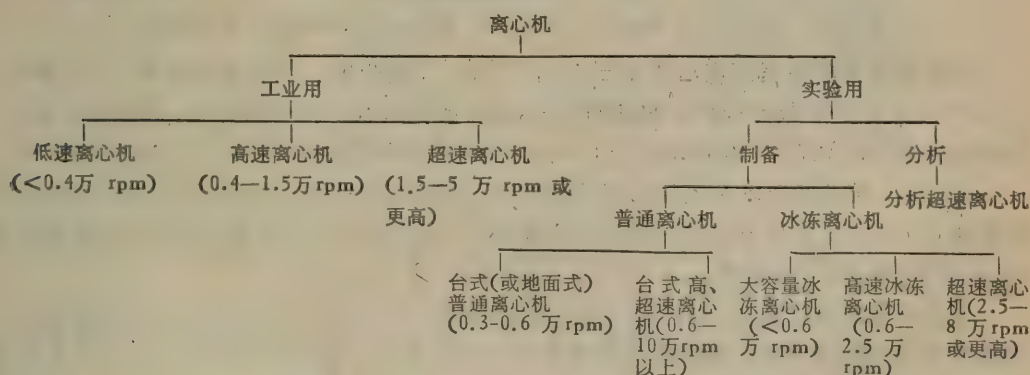 离心机
工业用
实验用
低速离心机
(<0.4万 rpm)
高速离心机
(0.4—1.5万rpm)
超速离心机
(1.5—5 万 rpm 或
更高)
制备
分析
分析超速离心机
普通离心机
冰冻离心机
台式(或地面式)
普通离心机
(0.3-0.6 万rpm)
台式高、
超速离心
机(0.6—
10万rpm
以上)
大容量冰
冻离心机
(<0.6
万 rpm)
高速冰冻
离心机
(0.6—
2.5 万
rpm)
超速离心
机(2.5—
8 万rpm
或更高)